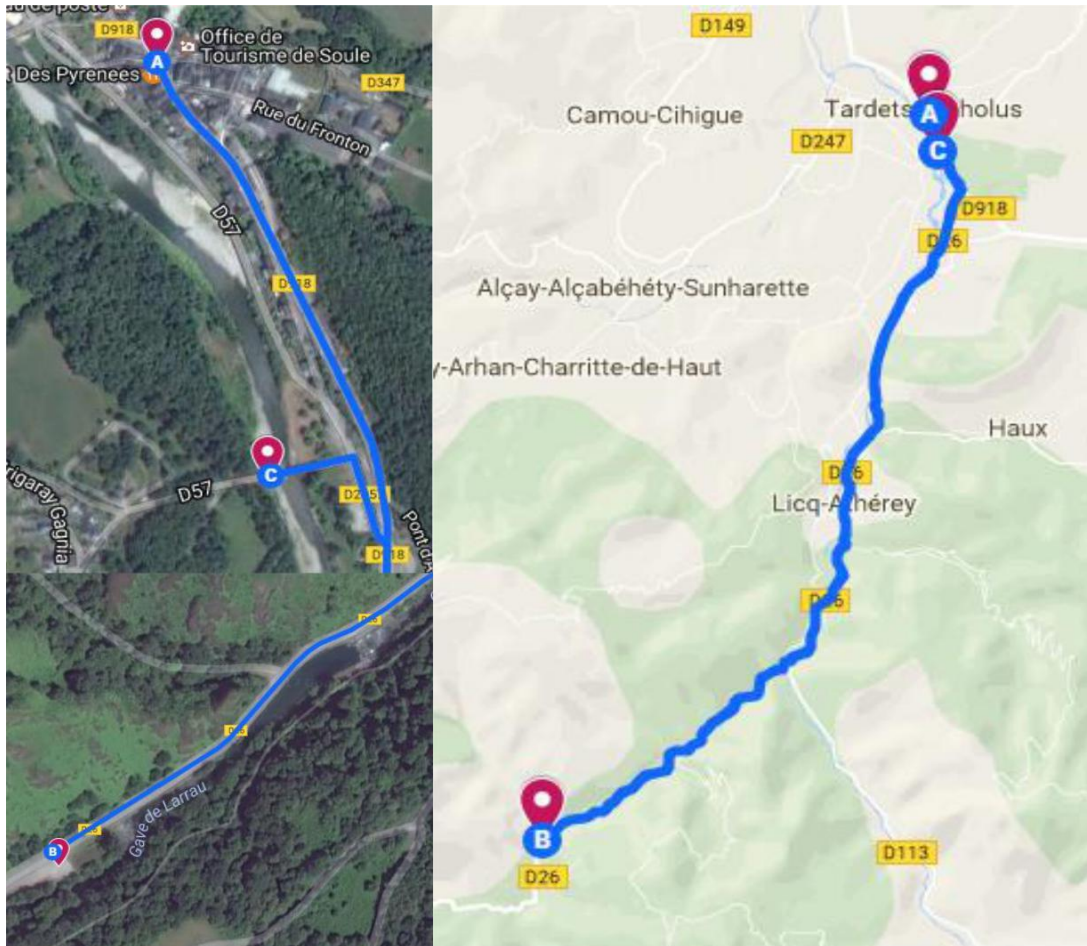 D918
A
Office de
Tourisme de Soule
t Des Pyrenees
D347
Rue du Fronton
D57
D918
C
D57
Gagnia
D918
B
Gave de Larrau
D149
Camou-Cihigue
A
D247
C
D918
D26
Alçay-Alçabéhéty-Sunharette
y-Arhan-Charritte-de-Haut
Haux
D26
Licq-Athérey
D26
B
D26
D113